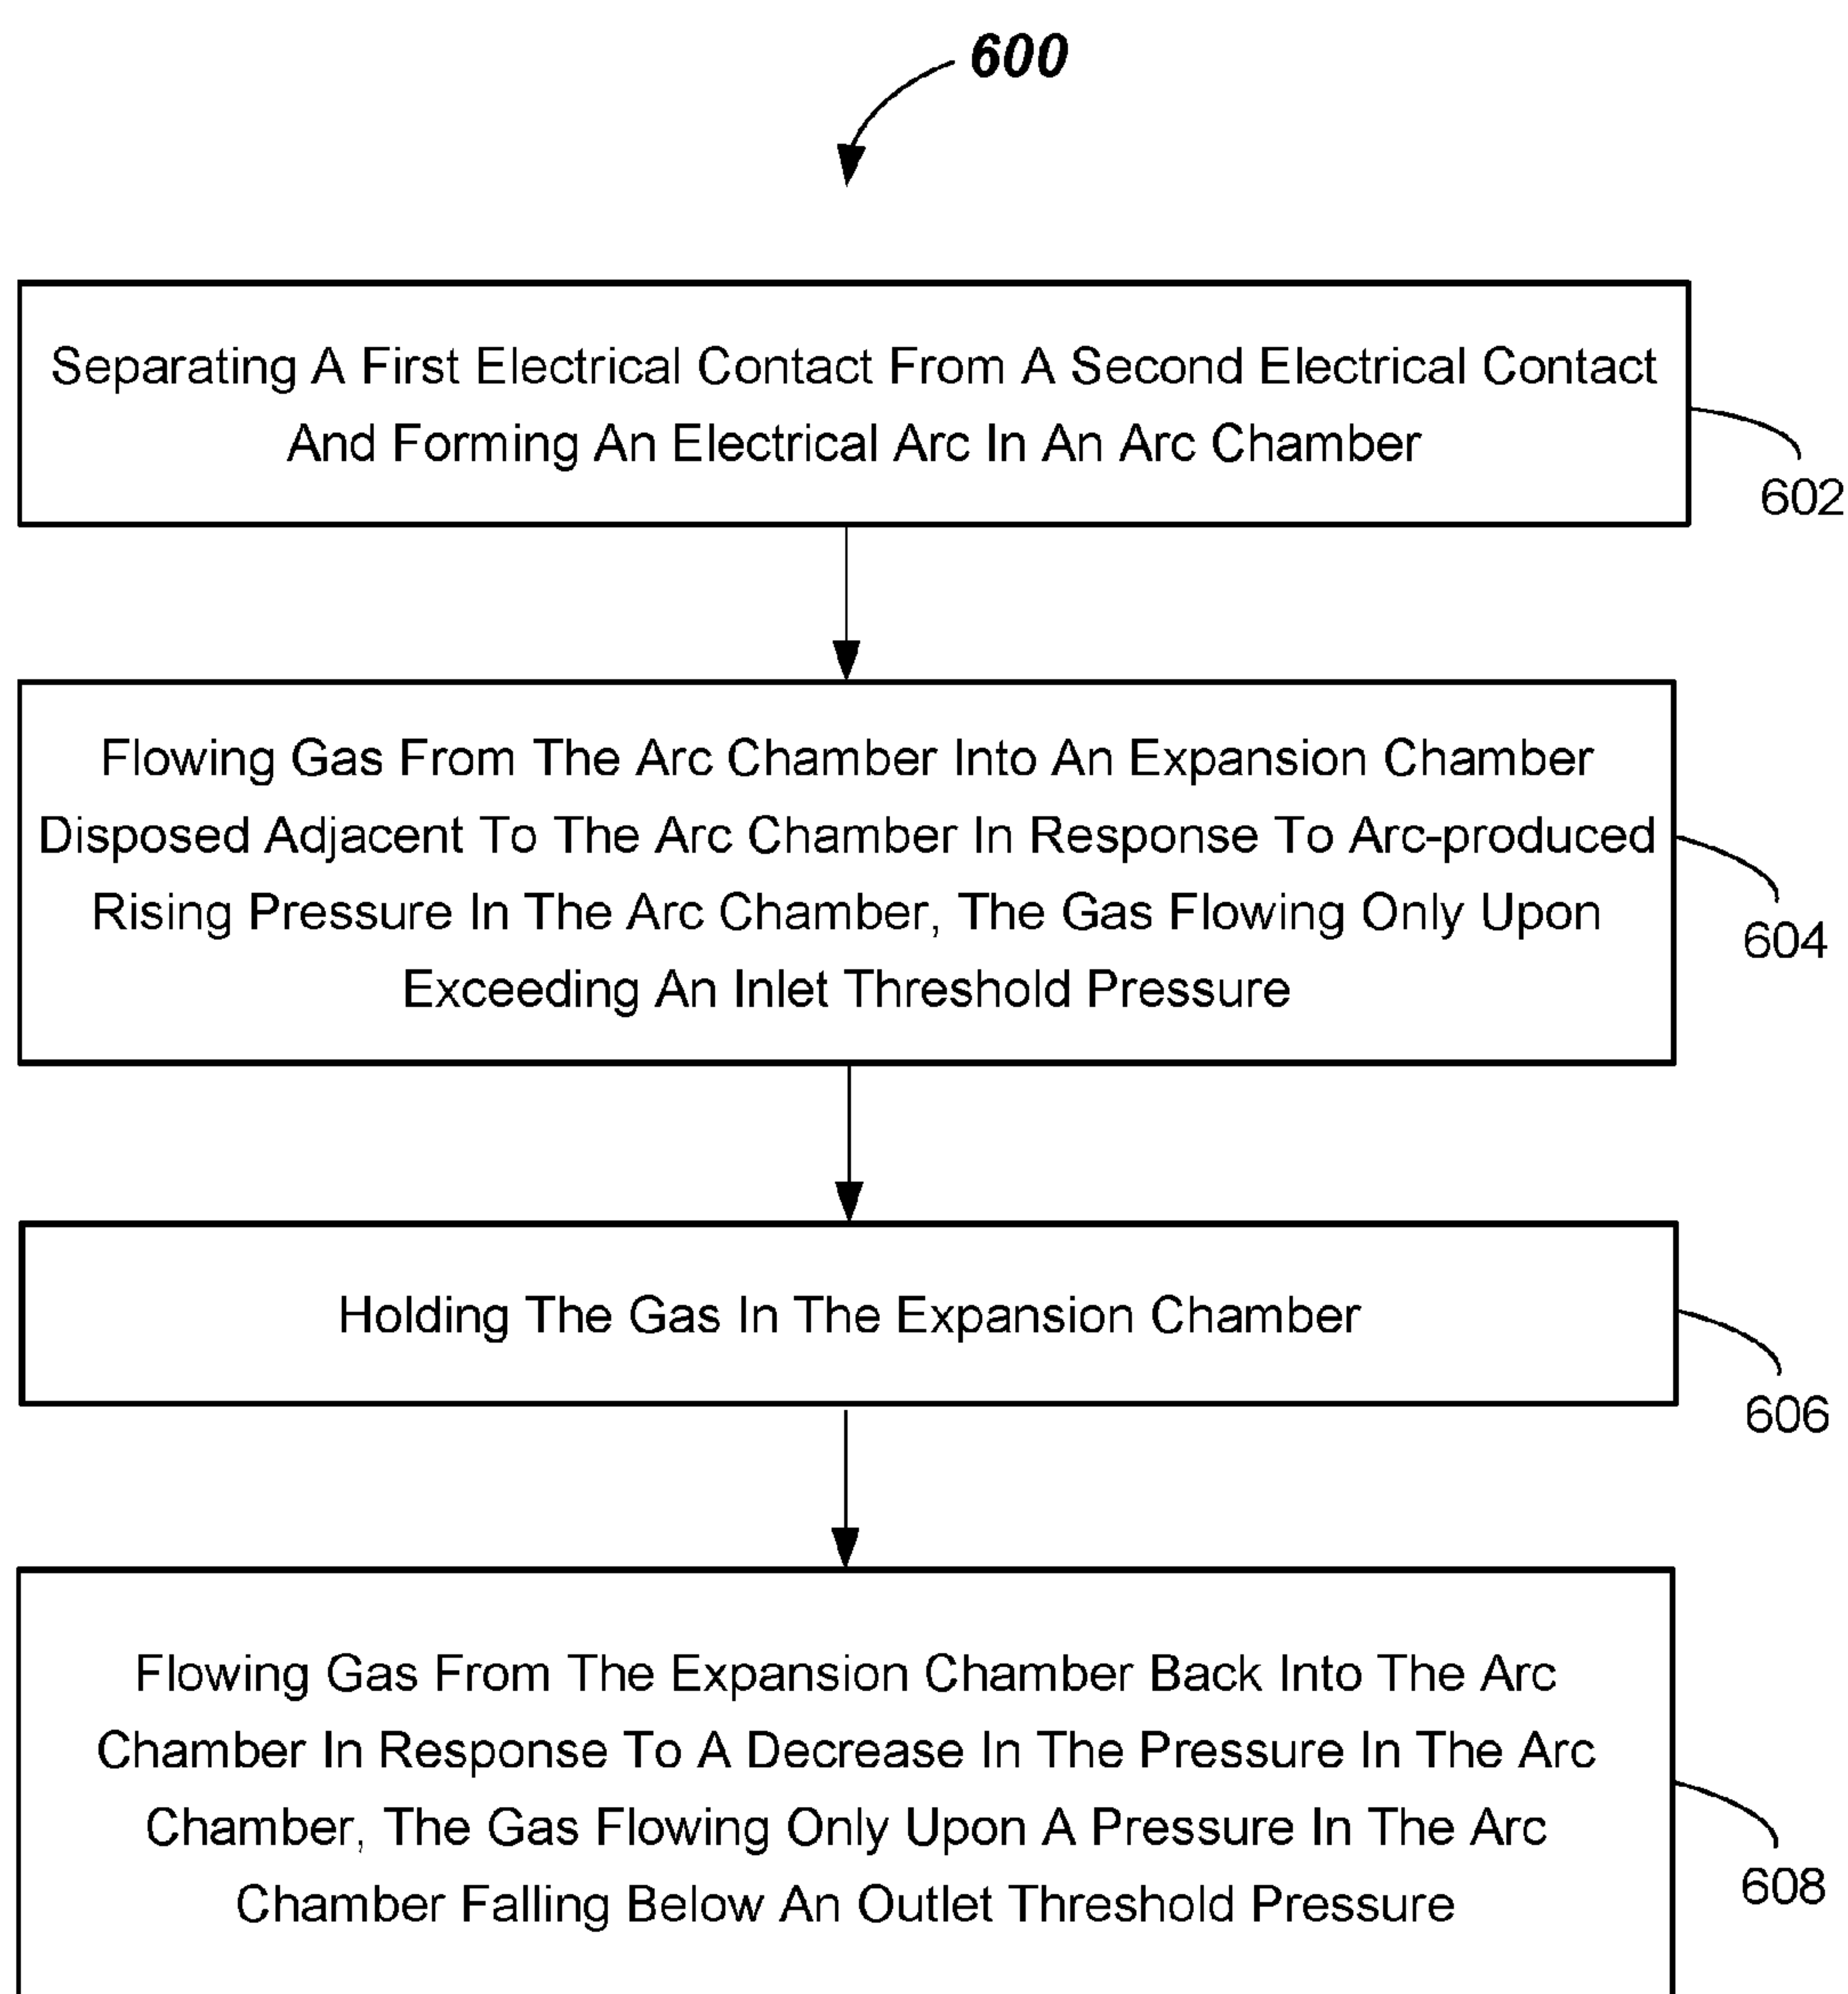 600
Separating A First Electrical Contact From A Second Electrical Contact
And Forming An Electrical Arc In An Arc Chamber
602
Flowing Gas From The Arc Chamber Into An Expansion Chamber
Disposed Adjacent To The Arc Chamber In Response To Arc-produced
Rising Pressure In The Arc Chamber, The Gas Flowing Only Upon
Exceeding An Inlet Threshold Pressure
604
Holding The Gas In The Expansion Chamber
606
Flowing Gas From The Expansion Chamber Back Into The Arc
Chamber In Response To A Decrease In The Pressure In The Arc
Chamber, The Gas Flowing Only Upon A Pressure In The Arc
Chamber Falling Below An Outlet Threshold Pressure
608